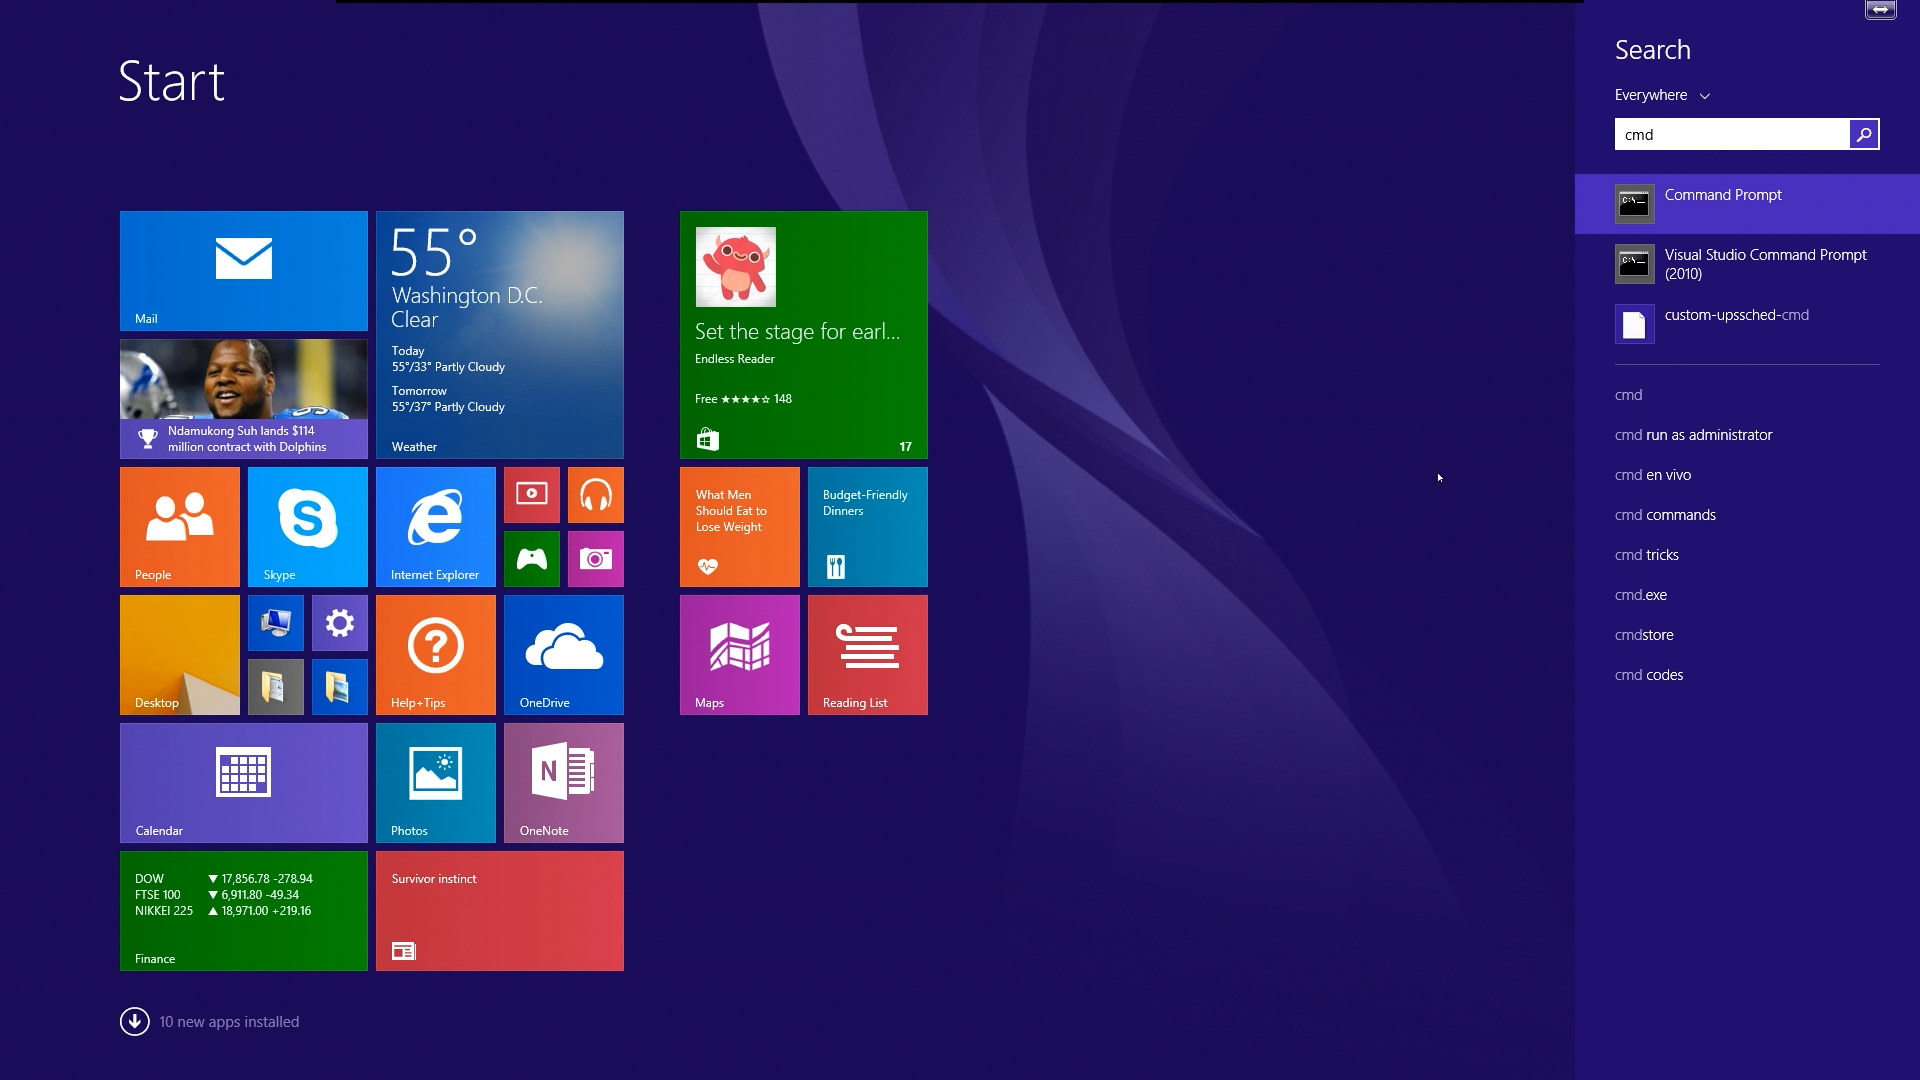 Start
Mail
55°
Washington D.C.
Clear
Today
55°/33° Partly Cloudy
Tomorrow
55°/37° Partly Cloudy
Weather
Ndamukong Suh lands $114
million contract with Dolphins
People
Skype
Internet Explorer
Desktop
Help+Tips
OneDrive
Calendar
Photos
N
OneNote
DOW ▼ 17,856.78 -278.94
FTSE 100 ▼ 6,911.80 -49.34
NIKKEI 225 ▲ 18,971.00 +219.16
Finance
Survivor instinct
Set the stage for earl...
Endless Reader
Free ★★★★☆ 148
17
What Men
Should Eat to
Lose Weight
Budget-Friendly
Dinners
Maps
Reading List
10 new apps installed
Search
Everywhere
cmd
C:\_
Command Prompt
C:\_
Visual Studio Command Prompt
(2010)
custom-upssched-cmd
cmd
cmd run as administrator
cmd en vivo
cmd commands
cmd tricks
cmd.exe
cmdstore
cmd codes